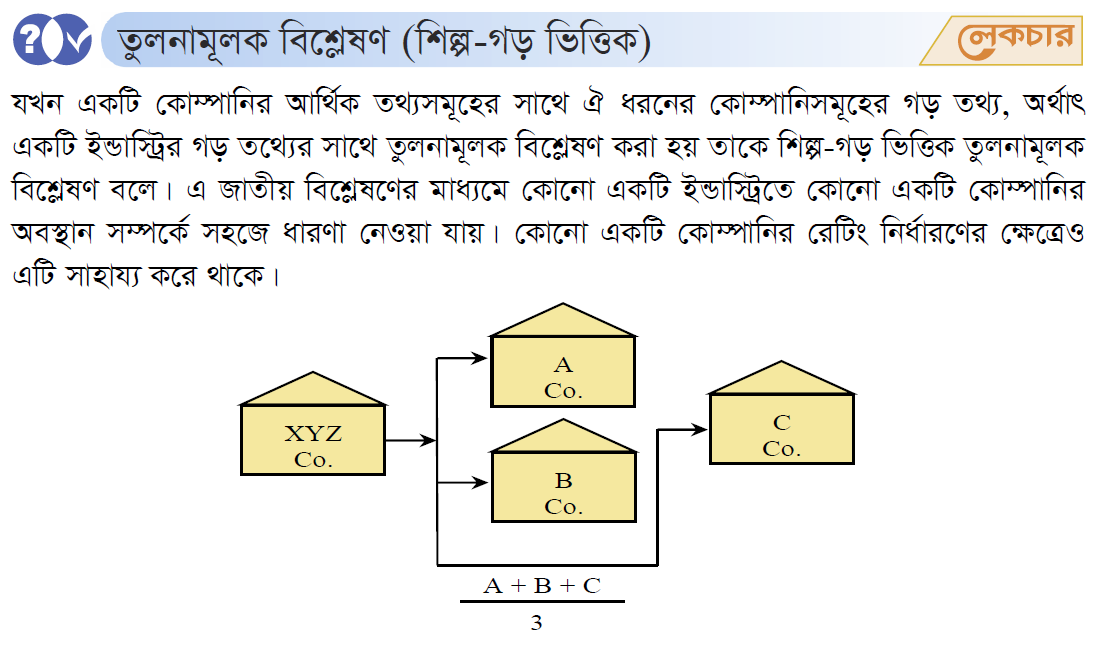 তুলনামূলক বিশ্লেষণ (শিল্প-গড় ভিত্তিক)
লেকচার
যখন একটি কোম্পানির আর্থিক তথ্যসমূহের সাথে ঐ ধরনের কোম্পানিসমূহের গড় তথ্য, অর্থাৎ
একটি ইন্ডাস্ট্রির গড় তথ্যের সাথে তুলনামূলক বিশ্লেষণ করা হয় তাকে শিল্প-গড় ভিত্তিক তুলনামূলক
বিশ্লেষণ বলে। এ জাতীয় বিশ্লেষণের মাধ্যমে কোনো একটি ইন্ডাস্ট্রিতে কোনো একটি কোম্পানির
অবস্থান সম্পর্কে সহজে ধারণা নেওয়া যায়। কোনো একটি কোম্পানির রেটিং নির্ধারণের ক্ষেত্রেও
এটি সাহায্য করে থাকে।
A
Co.
XYZ
Co.
B
Co.
C
Co.
A + B + C
3